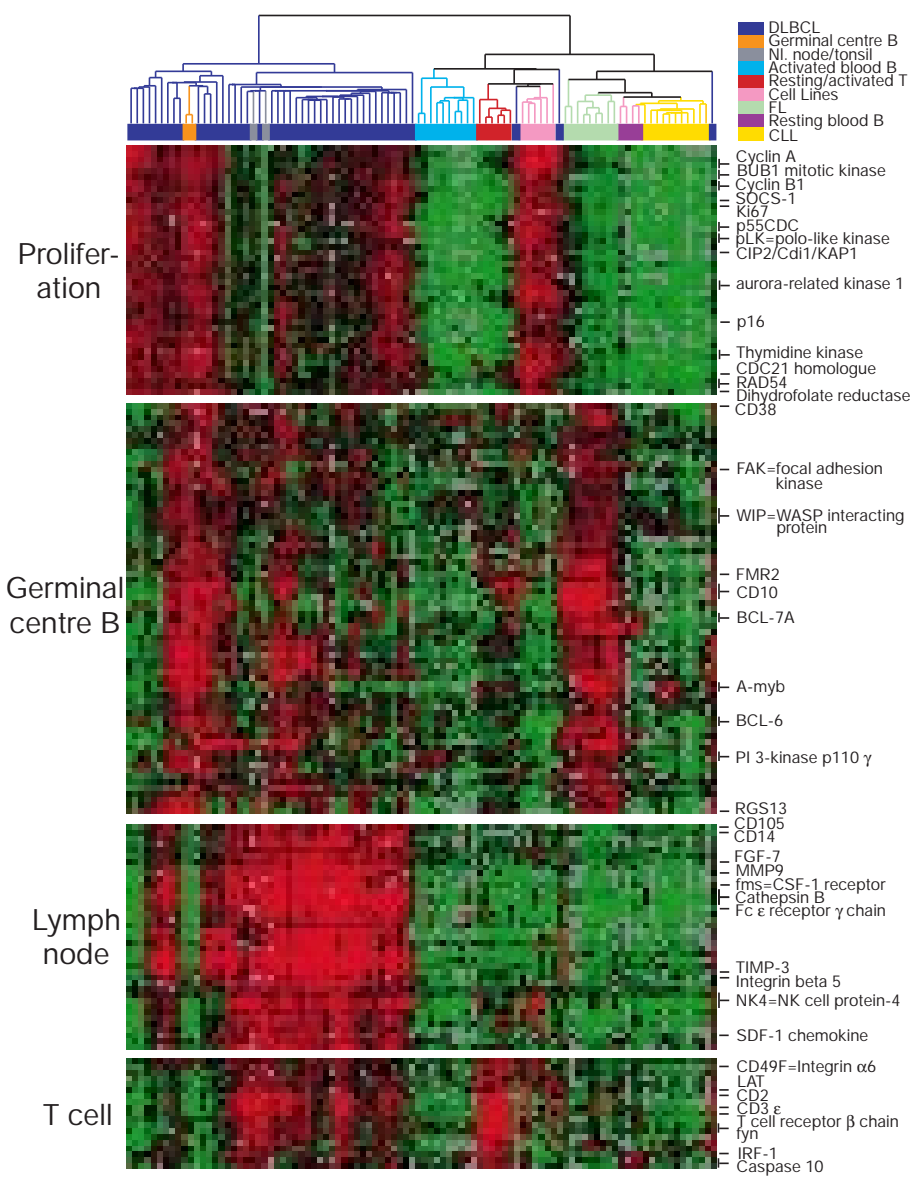 DLBCL
Germinal centre B
Nl. node/tonsil
Activated blood B
Resting/activated T
Cell Lines
FL
Resting blood B
CLL
Prolifer-
ation
Cyclin A
BUB1 mitotic kinase
Cyclin B1
SOCS-1
Ki67
p55CDC
pLK=polo-like kinase
CIP2/Cdi1/KAP1
aurora-related kinase 1
p16
Thymidine kinase
CDC21 homologue
RAD54
Dihydrofolate reductase
Germinal
centre B
CD38
FAK=focal adhesion
kinase
WIP=WASP interacting
protein
FMR2
CD10
BCL-7A
A-myb
BCL-6
PI 3-kinase p110 γ
RGS13
Lymph
node
CD105
CD14
FGF-7
MMP9
fms=CSF-1 receptor
Cathepsin B
Fc ε receptor γ chain
TIMP-3
Integrin beta 5
NK4=NK cell protein-4
SDF-1 chemokine
T cell
CD49F=Integrin α6
LAT
CD2
CD3 ε
T cell receptor β chain
fyn
IRF-1
Caspase 10